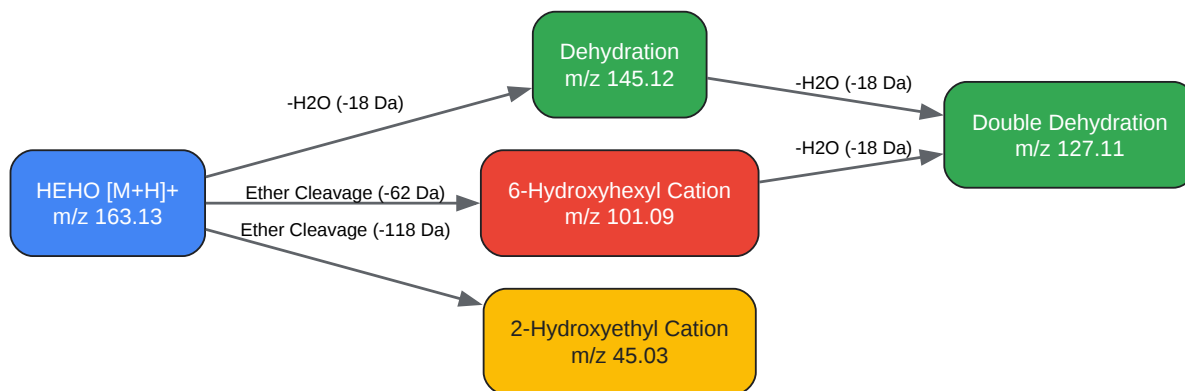 Dehydration
m/z 145.12
-H2O (-18 Da)
-H2O (-18 Da)
Double Dehydration
m/z 127.11
HEHO [M+H]+
m/z 163.13
Ether Cleavage (-62 Da)
6-Hydroxyhexyl Cation
m/z 101.09
-H2O (-18 Da)
Ether Cleavage (-118 Da)
2-Hydroxyethyl Cation
m/z 45.03